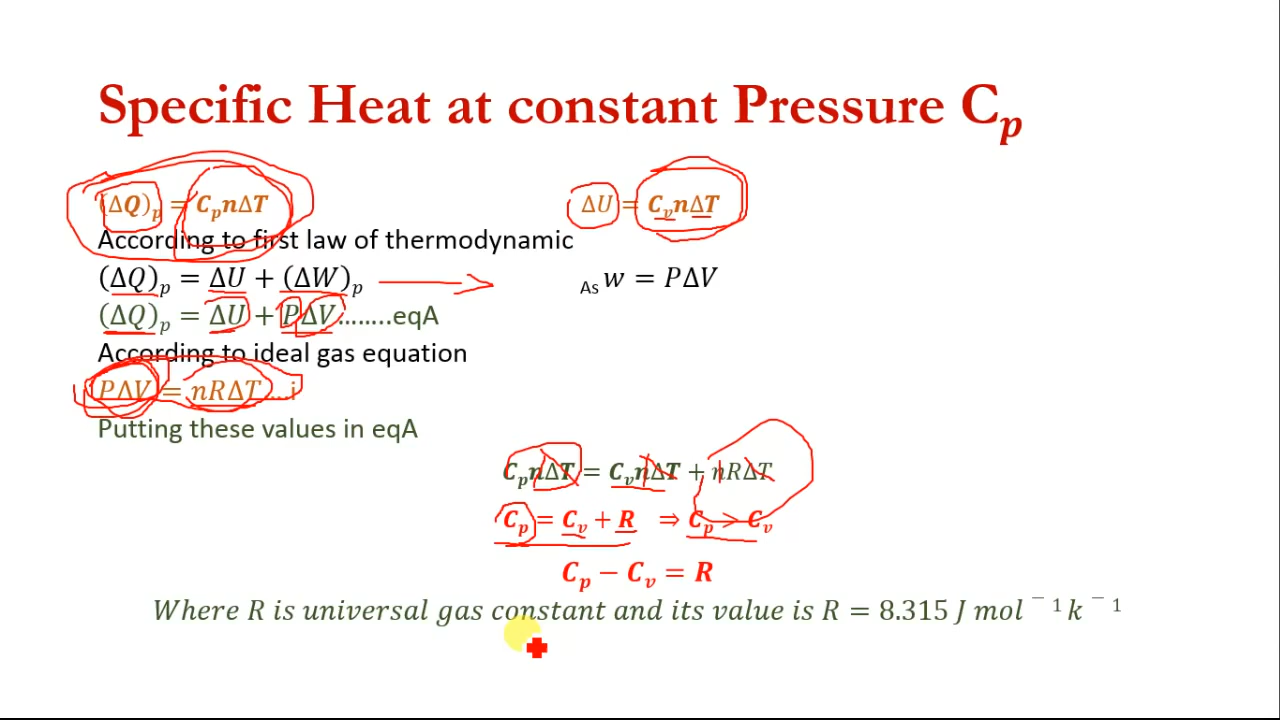 Specific Heat at constant Pressure Cₚ
(ΔQ)ₚ = CₚnΔT ΔU = CᵥnΔT
According to first law of thermodynamic
(ΔQ)ₚ = ΔU + (ΔW)ₚ As w = PΔV
(ΔQ)ₚ = ΔU + PΔV........eqA
According to ideal gas equation
PΔV = nRΔT....i
Putting these values in eqA
CₚnΔT = CᵥnΔT + nRΔT
Cₚ = Cᵥ + R ⇒ Cₚ > Cᵥ
Cₚ − Cᵥ = R
Where R is universal gas constant and its value is R = 8.315 J mol⁻¹k⁻¹